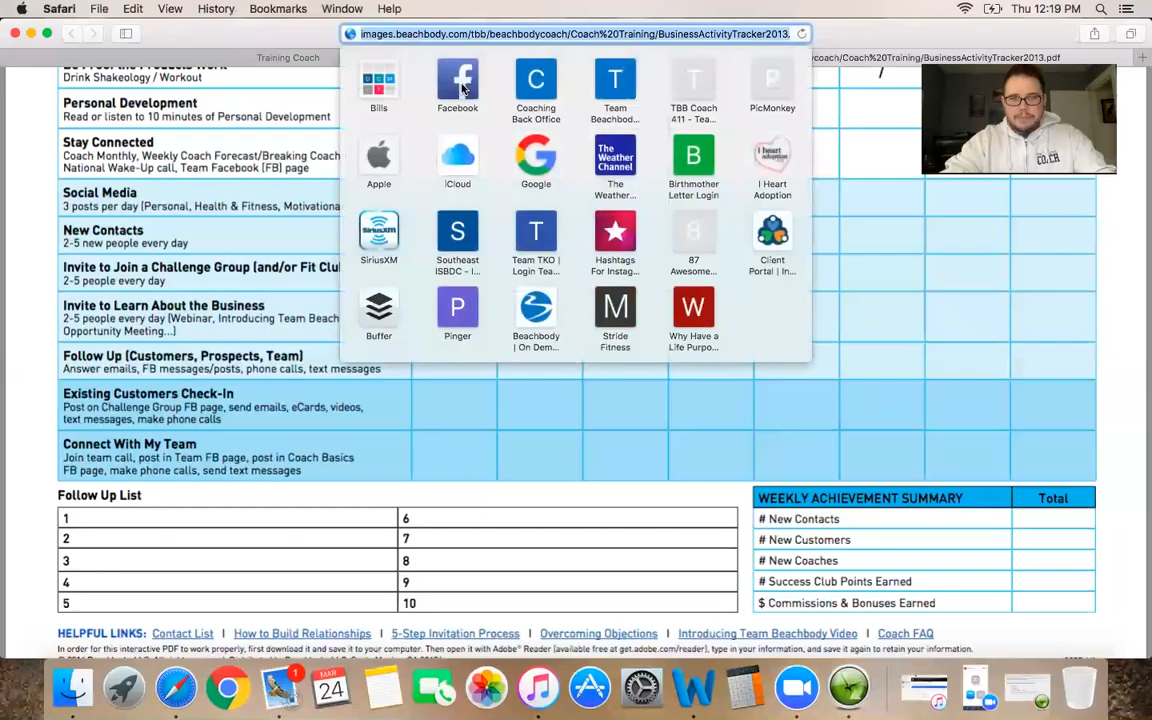 Safari File Edit View History Bookmarks Window Help
Thu 12:19 PM
images.beachbody.com/tbb/beachbodycoach/Coach%20Training/BusinessActivityTracker2013.
Training Coach
coach/Coach%20Training/BusinessActivityTracker2013.pdf
Drink Shakeology / Workout
Personal Development
Read or listen to 10 minutes of Personal Development
Stay Connected
Coach Monthly, Weekly Coach Forecast/Breaking Coach
National Wake-up call, Team Facebook (FB) page
Social Media
3 posts per day (Personal, Health & Fitness, Motivationa
New Contacts
2-5 new people every day
Invite to Join a Challenge Group (and/or Fit Clu
2-5 people every day
Invite to Learn About the Business
2-5 people every day (Webinar, Introducing Team Beach
Opportunity Meeting...)
Follow Up (Customers, Prospects, Team)
Answer emails, FB messages/posts, phone calls, text messages
Existing Customers Check-In
Post on Challenge Group FB page, send emails, eCards, videos,
text messages, make phone calls
Connect With My Team
Join team call, post in Team FB page, post in Coach Basics
FB page, make phone calls, send text messages
Bills
Facebook
C
Coaching
Back Office
T
Team
Beachbod...
T
TBB Coach
411 - Tea...
P
PicMonkey
Apple
iCloud
G
Google
The
Weather
Channel
The
Weather...
B
Birthmother
Letter Login
I heart
adoption
I Heart
Adoption
SiriusXM
SiriusXM
S
Southeast
ISBDC - I...
T
Team TKO |
Login Tea...
Hashtags
For Instag...
8
87
Awesome...
Client
Portal | In...
Buffer
P
Pinger
Beachbody
| On Dem...
M
Stride
Fitness
W
Why Have a
Life Purpo...
CO.CA
Follow Up List
1 6
2 7
3 8
4 9
5 10
WEEKLY ACHIEVEMENT SUMMARY Total
# New Contacts
# New Customers
# New Coaches
# Success Club Points Earned
$ Commissions & Bonuses Earned
HELPFUL LINKS: Contact List | How to Build Relationships | 5-Step Invitation Process | Overcoming Objections | Introducing Team Beachbody Video | Coach FAQ
In order for this interactive PDF to work properly, first download it and save it to your computer. Then open it with Adobe® Reader (available free at get.adobe.com/reader), type in your information, and save it again to retain your information.
1
MAR
24
W